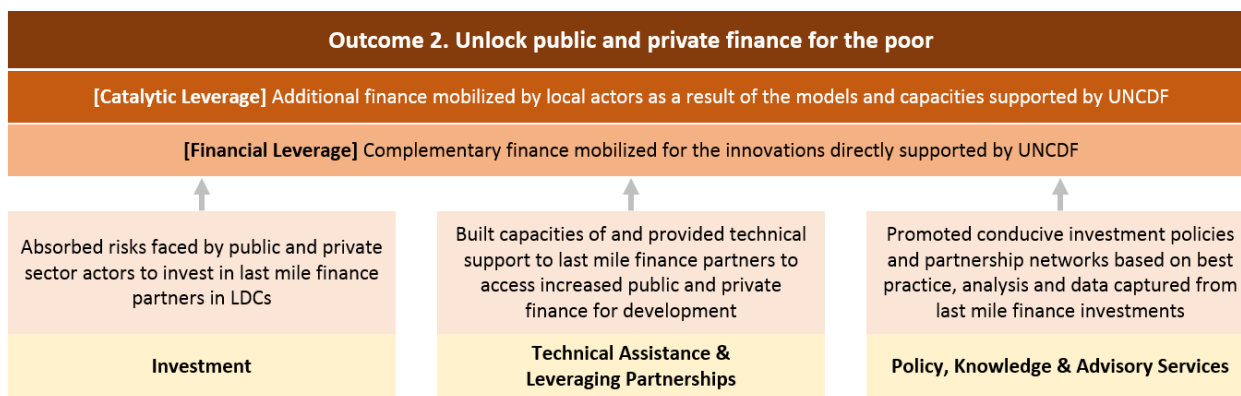 Outcome 2. Unlock public and private finance for the poor
[Catalytic Leverage] Additional finance mobilized by local actors as a result of the models and capacities supported by UNCDF
[Financial Leverage] Complementary finance mobilized for the innovations directly supported by UNCDF
Absorbed risks faced by public and private
sector actors to invest in last mile finance
partners in LDCs
Investment
Built capacities of and provided technical
support to last mile finance partners to
access increased public and private
finance for development
Technical Assistance &
Leveraging Partnerships
Promoted conducive investment policies
and partnership networks based on best
practice, analysis and data captured from
last mile finance investments
Policy, Knowledge & Advisory Services